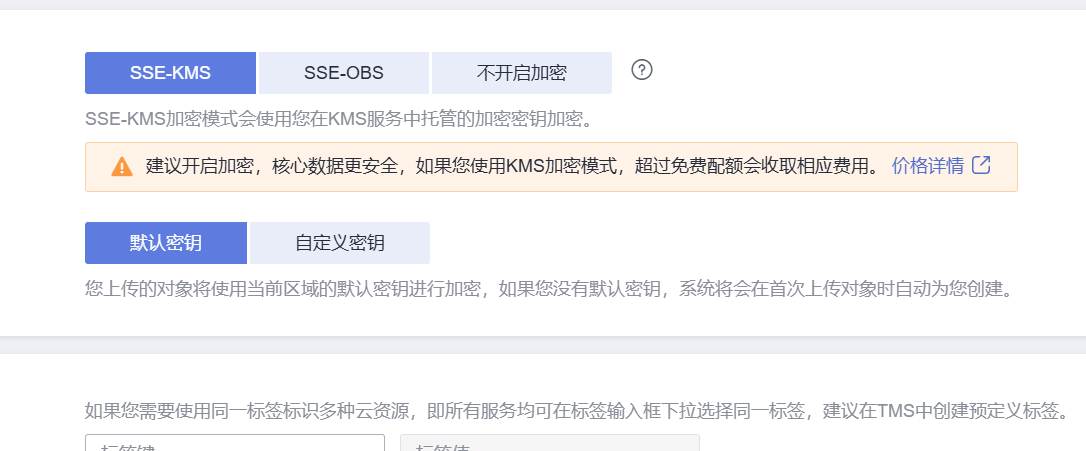 SSE-KMS SSE-OBS 不开启加密 ?
SSE-KMS加密模式会使用您在KMS服务中托管的加密密钥加密。
建议开启加密，核心数据更安全，如果您使用KMS加密模式，超过免费配额会收取相应费用。 价格详情
默认密钥 自定义密钥
您上传的对象将使用当前区域的默认密钥进行加密，如果您没有默认密钥，系统将会在首次上传对象时自动为您创建。
如果您需要使用同一标签标识多种云资源，即所有服务均可在标签输入框下拉选择同一标签，建议在TMS中创建预定义标签。
标签键 标签值